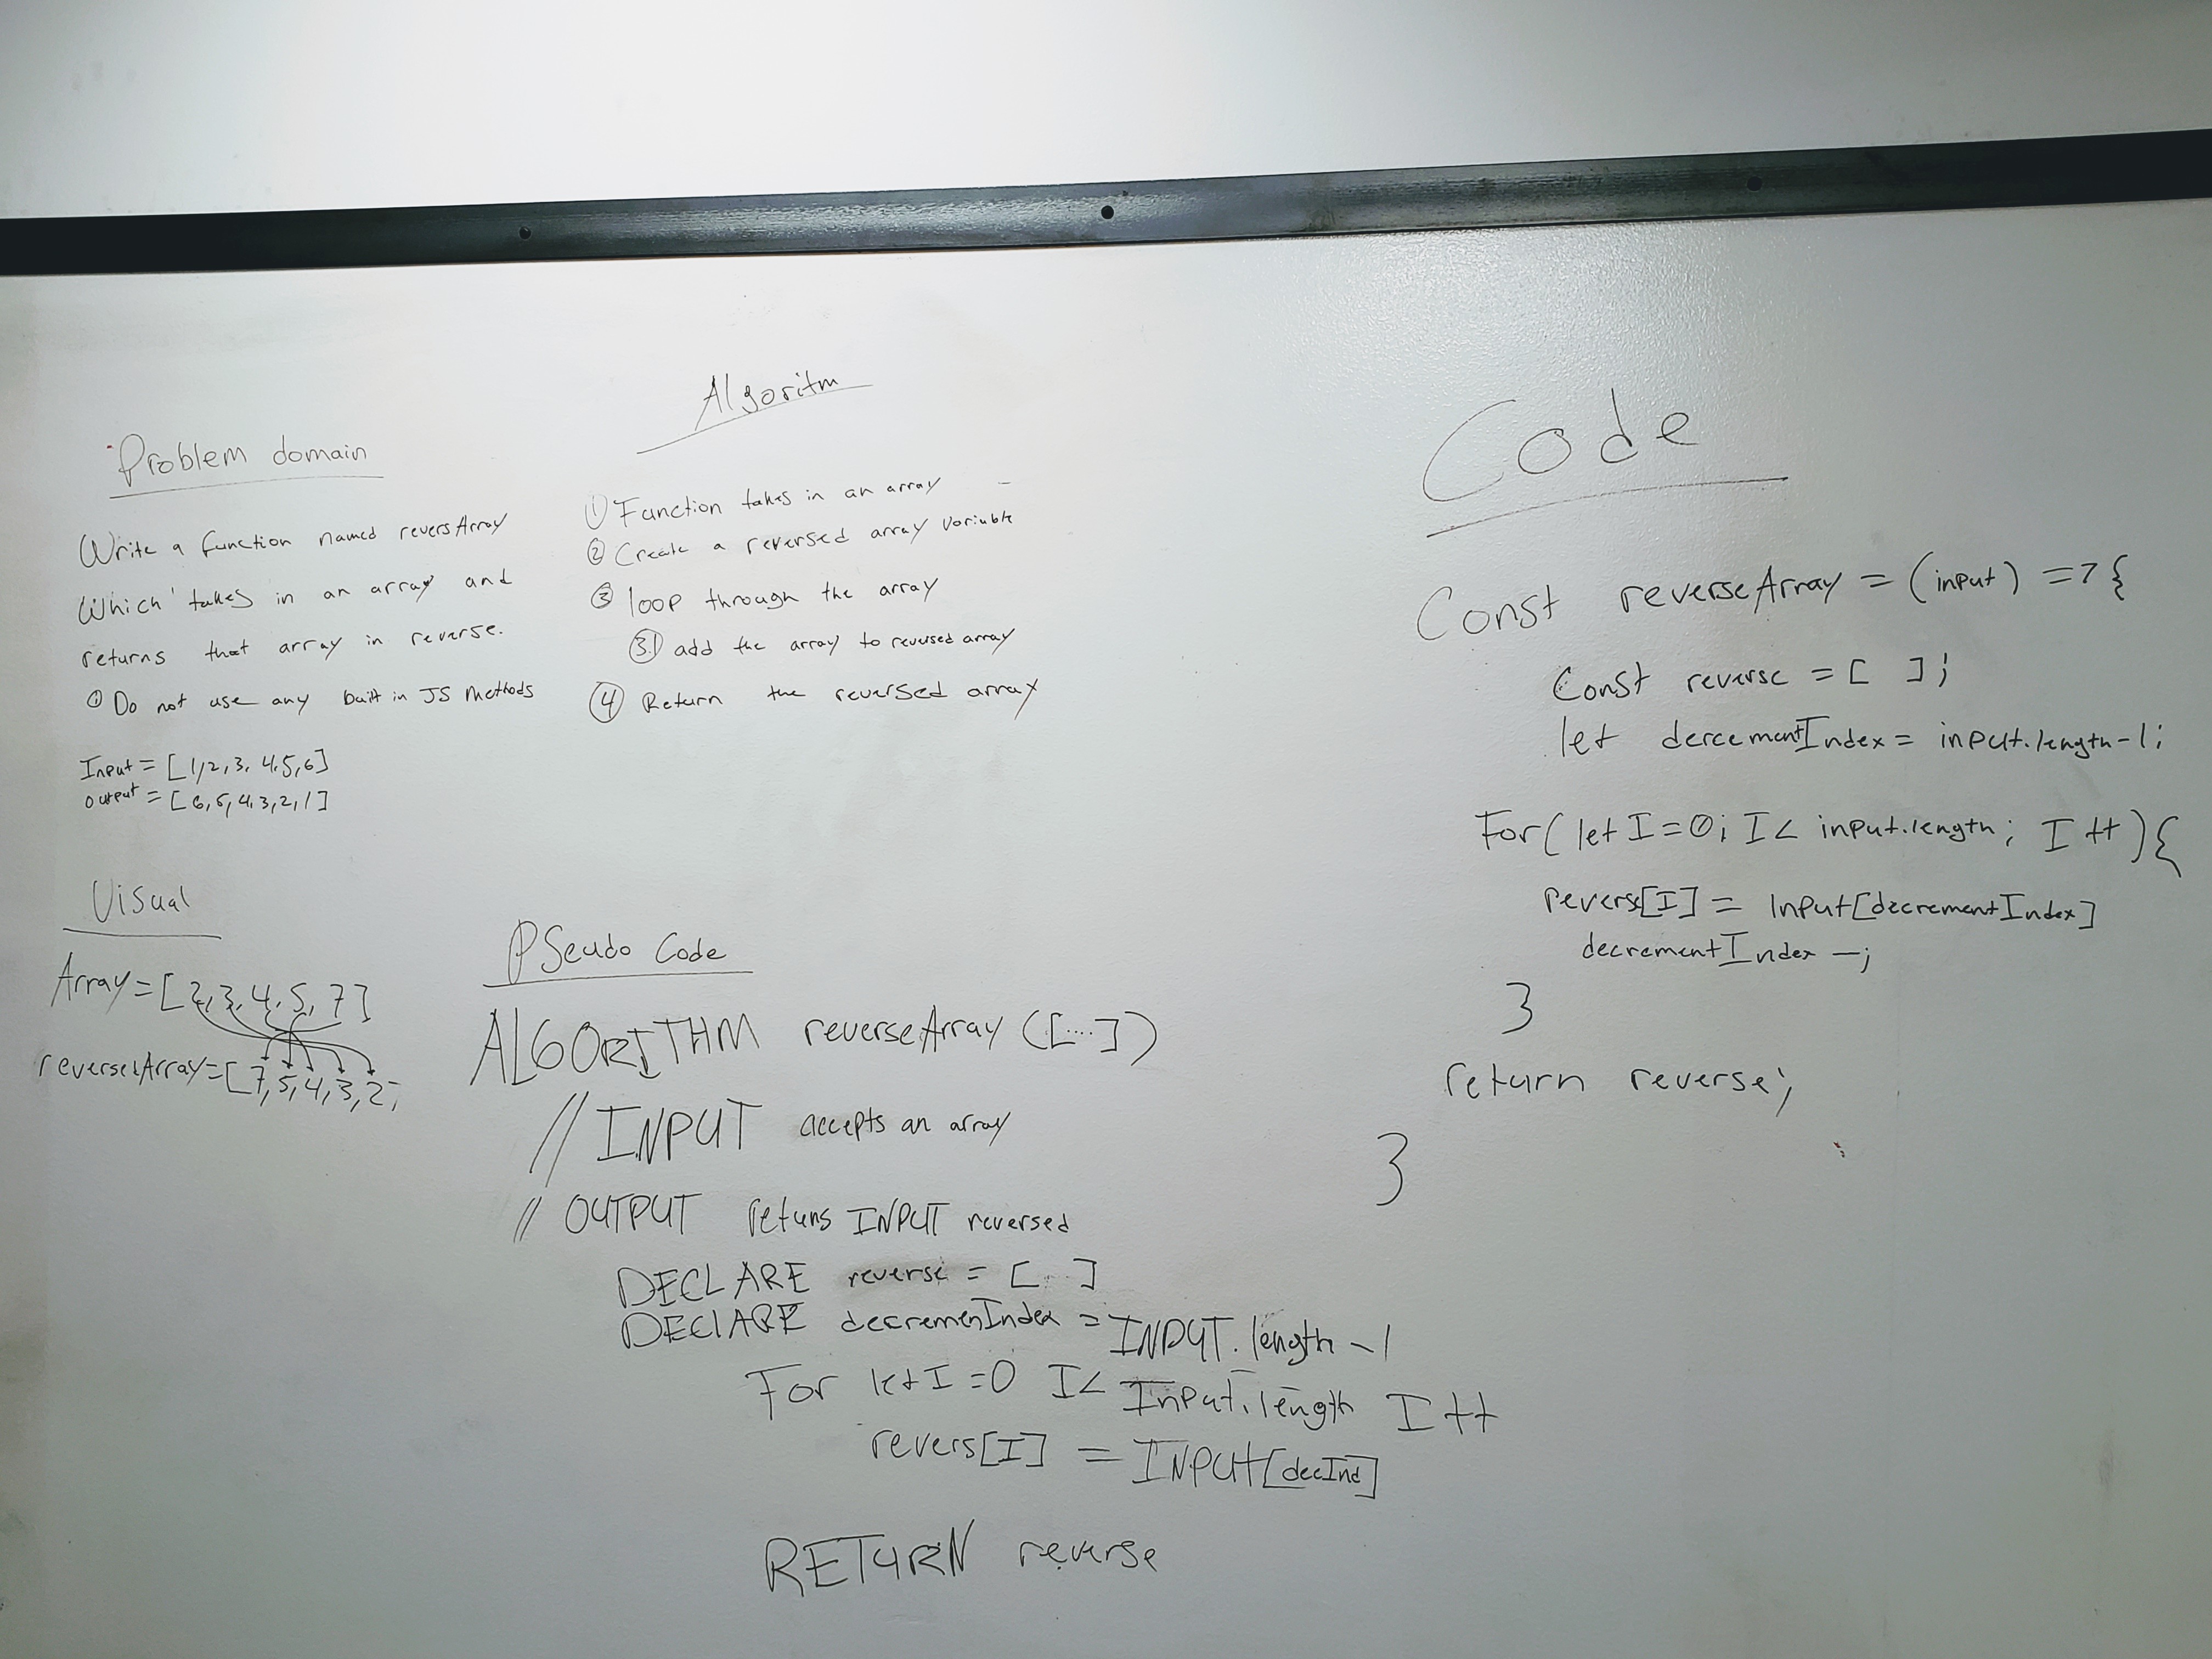 Problem domain
Write a function named reversArray
Which takes in an array and
returns that array in reverse.
① Do not use any built in JS Methods
Input = [1,2,3,4,5,6]
output = [6,5,4,3,2,1]
Visual
Array = [2,3,4,5,7]
reversedArray = [7,5,4,3,2,
Algoritm
① Function takes in an array
② Create a reversed array variable
③ loop through the array
3.1 add the array to reversed array
④ Return the reversed array
PSeudo Code
ALGORITHM reverseArray ([....])
// INPUT accepts an array
// OUTPUT returns INPUT reversed
DECLARE reverse = [ ]
DEClARE decremenIndex = INPUT.length -1
For let I=0 I< Input.length I++
revers[I] = INPUt[decInd]
RETURN reverse
Code
Const reverseArray = (input) => {
Const reverse = [ ];
let dercementIndex = input.length-1;
For( let I=0; I< input.length; I++){
revers[I] = Input[decrementIndex]
decrementIndex --;
}
return reverse;
}